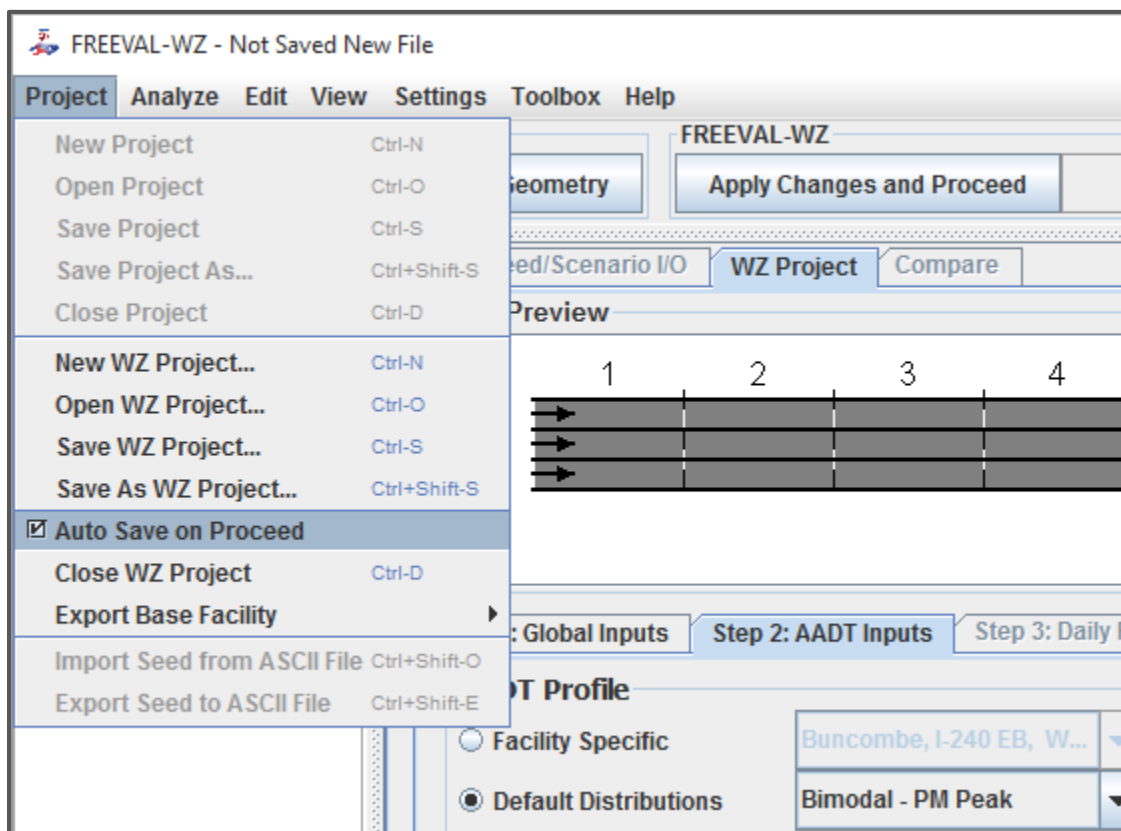 FREEVAL-WZ - Not Saved New File
Project Analyze Edit View Settings Toolbox Help
New Project Ctrl-N
Open Project Ctrl-O
Save Project Ctrl-S
Save Project As... Ctrl+Shift-S
Close Project Ctrl-D
New WZ Project... Ctrl-N
Open WZ Project... Ctrl-O
Save WZ Project... Ctrl-S
Save As WZ Project... Ctrl+Shift-S
Auto Save on Proceed
Close WZ Project Ctrl-D
Export Base Facility
Import Seed from ASCII File Ctrl+Shift-O
Export Seed to ASCII File Ctrl+Shift-E
FREEVAL-WZ
Geometry Apply Changes and Proceed
eed/Scenario I/O WZ Project Compare
Preview
1 2 3 4
: Global Inputs Step 2: AADT Inputs Step 3: Daily
DT Profile
Facility Specific Buncombe, I-240 EB, W...
Default Distributions Bimodal - PM Peak